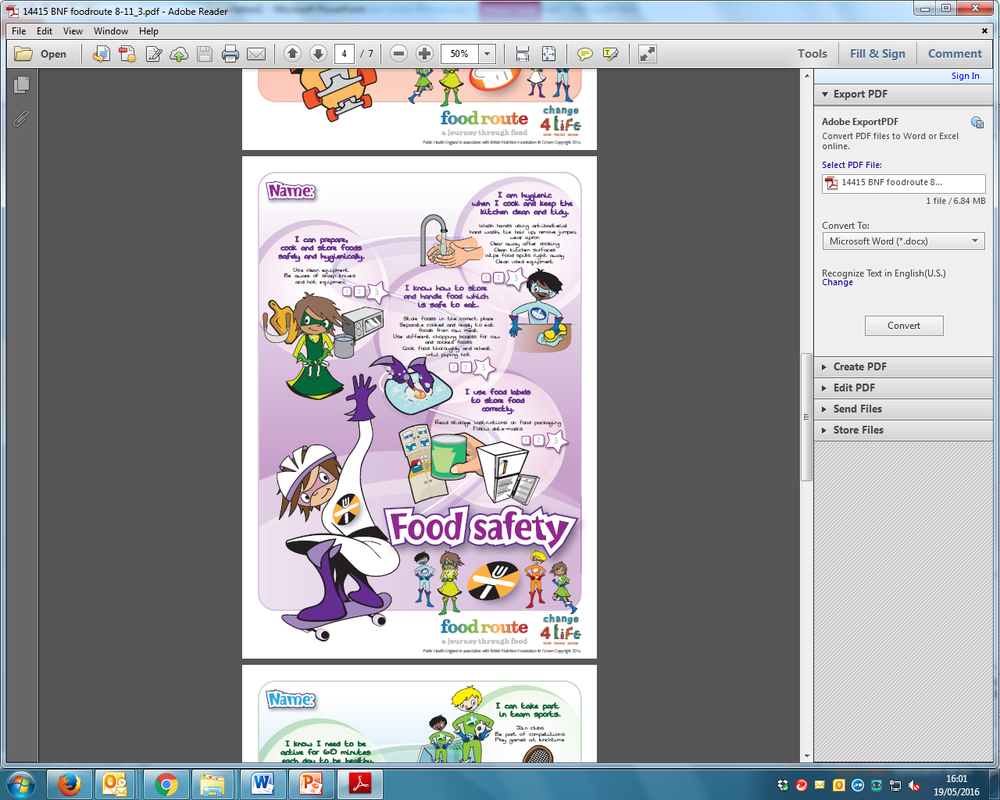 14415 BNF foodroute 8-11_3.pdf - Adobe Reader
File Edit View Window Help
Open 4 / 7 50% Tools Fill & Sign Comment
Sign In
Export PDF
Adobe ExportPDF
Convert PDF files to Word or Excel
online.
Select PDF File:
14415 BNF foodroute 8...
1 file / 6.84 MB
Convert To:
Microsoft Word (*.docx)
Recognize Text in English(U.S.)
Change
Convert
Create PDF
Edit PDF
Send Files
Store Files
food route
a journey through food
change
4 LiFe
Public Health England in association with British Nutrition Foundation © Crown Copyright 2014
Name:
I am hygienic
when I cook and keep the
kitchen clean and tidy.
Wash hands using antibacterial
hand wash, tie hair up, remove jumper,
wear apron
Clear away after cooking
Clean kitchen surfaces
Wipe food spills right away
Clean used equipment
1 2 3
I can prepare,
cook and store foods
safely and hygienically.
Use clean equipment
Be aware of sharp knives
and hot equipment
1 2 3
I know how to store
and handle food which
is safe to eat.
Store foods in the correct place
Separate cooked and ready to eat
foods from raw meat
Use different chopping boards for raw
and cooked foods
Cook food thoroughly and reheat
until piping hot
1 2 3
I use food labels
to store food
correctly.
Read storage instructions on food packaging
Follow date-marks
1 2 3
Food safety
food route
a journey through food
change
4 LiFe
Public Health England in association with British Nutrition Foundation © Crown Copyright 2014
Name:
I can take part
in team sports.
Join clubs
Be part of competitions
Play games at lunchtime
I know I need to be
active for 60 minutes
each day to be healthy.
16:01
19/05/2016